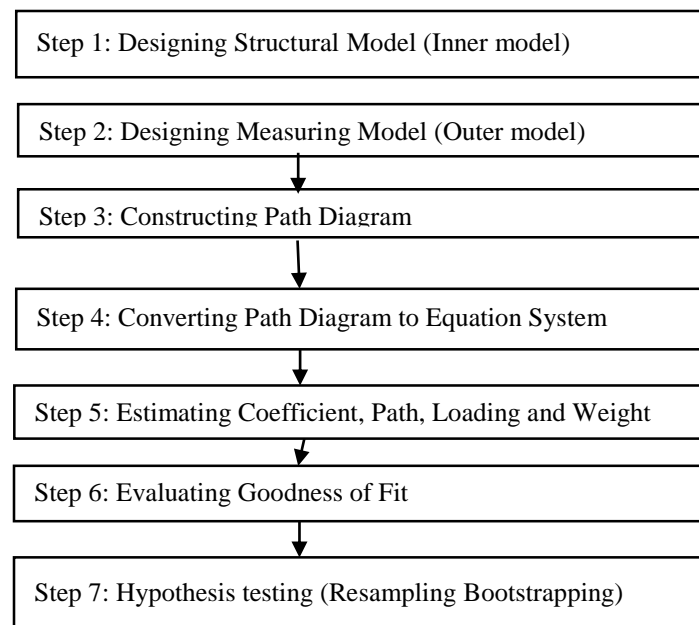 Step 1: Designing Structural Model (Inner model)
Step 2: Designing Measuring Model (Outer model)
Step 3: Constructing Path Diagram
Step 4: Converting Path Diagram to Equation System
Step 5: Estimating Coefficient, Path, Loading and Weight
Step 6: Evaluating Goodness of Fit
Step 7: Hypothesis testing (Resampling Bootstrapping)